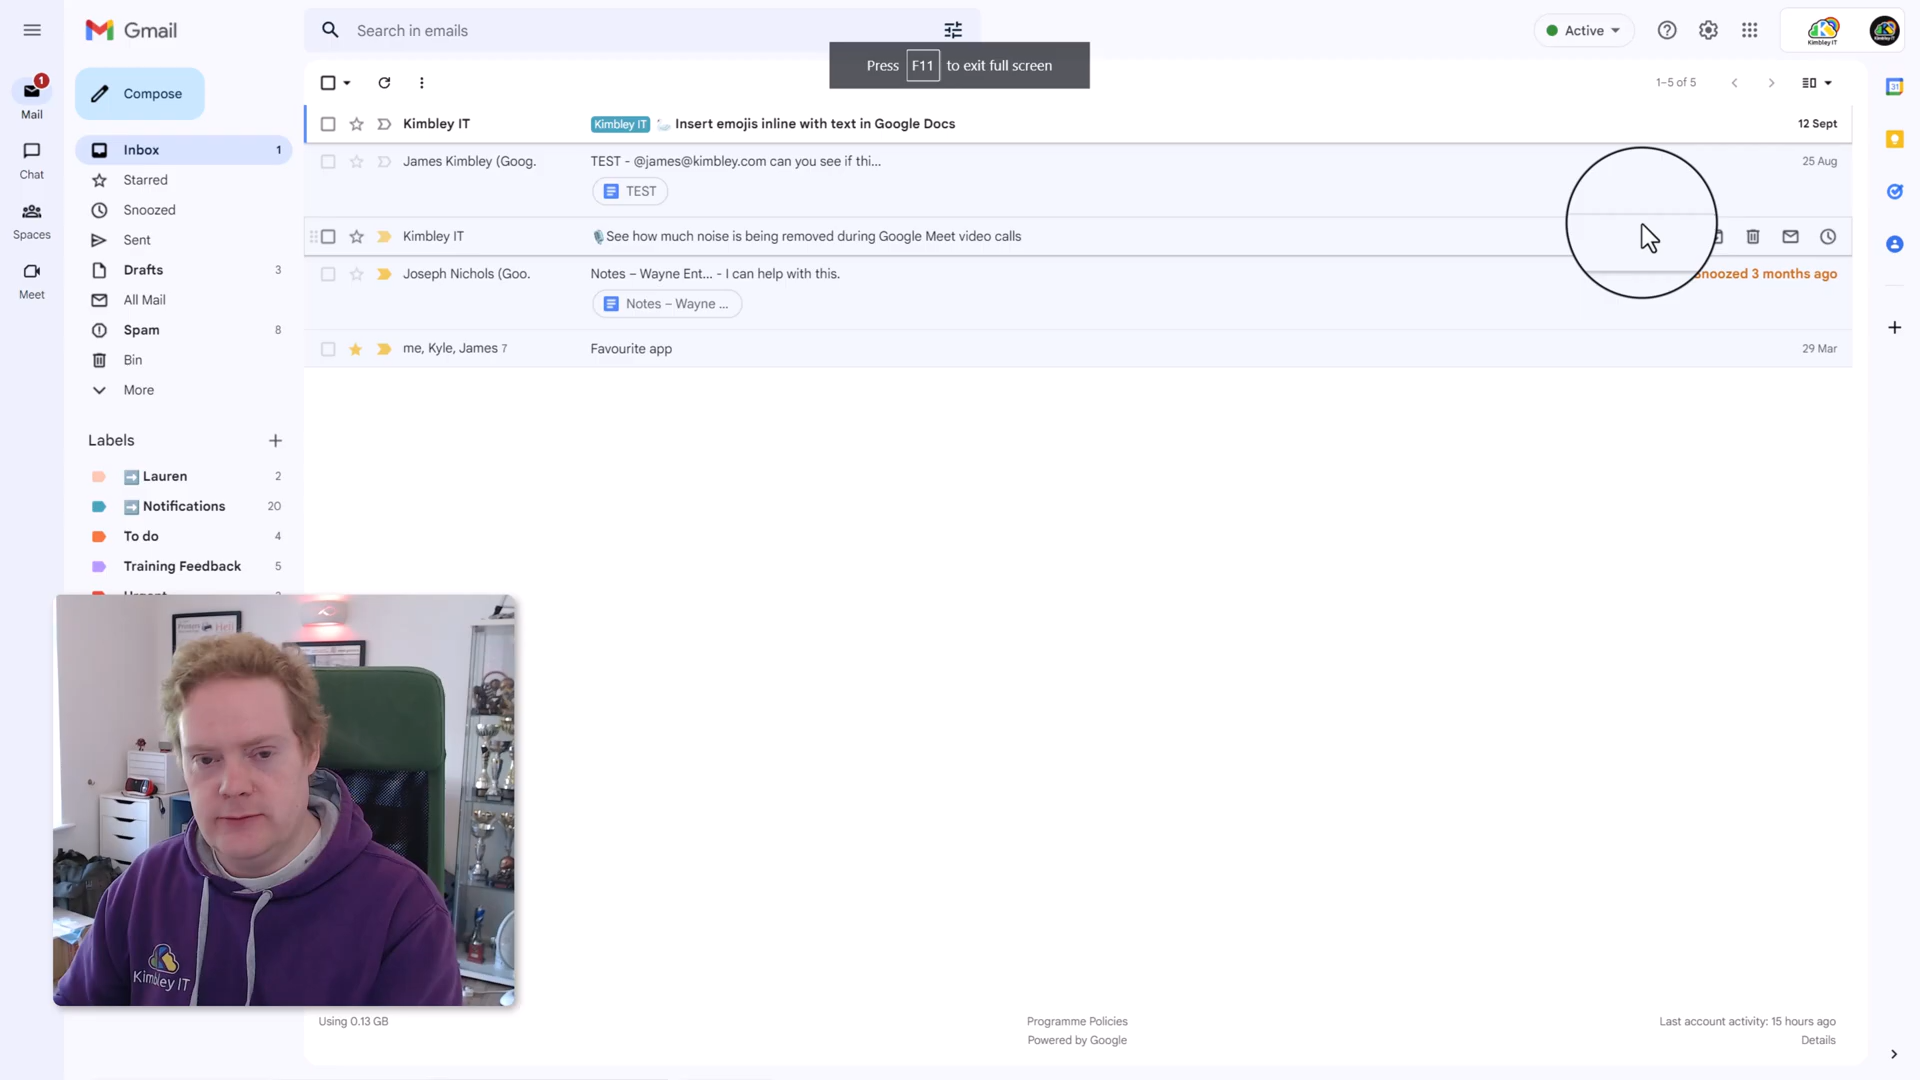 Gmail
Search in emails
Active
Kimbley IT
Press F11 to exit full screen
1
Mail
Compose
1–5 of 5
Chat
Spaces
Meet
Inbox 1
Starred
Snoozed
Sent
Drafts 3
All Mail
Spam 8
Bin
More
Labels
Lauren 2
Notifications 20
To do 4
Training Feedback 5
Kimbley IT Kimbley IT Insert emojis inline with text in Google Docs 12 Sept
James Kimbley (Goog. TEST - @james@kimbley.com can you see if thi... 25 Aug
TEST
Kimbley IT See how much noise is being removed during Google Meet video calls
Joseph Nichols (Goo. Notes – Wayne Ent... - I can help with this. Snoozed 3 months ago
Notes – Wayne ...
me, Kyle, James 7 Favourite app 29 Mar
31
Kimbley IT
Using 0.13 GB
Programme Policies
Powered by Google
Last account activity: 15 hours ago
Details